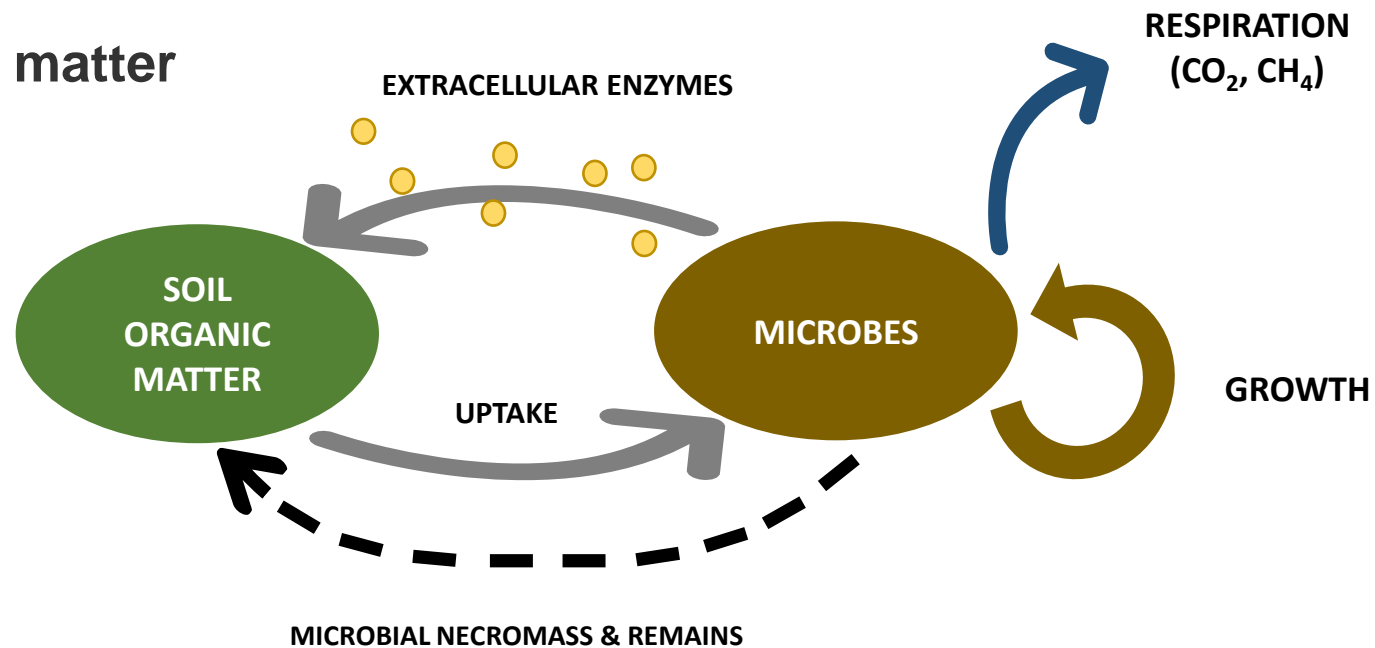 matter
RESPIRATION
(CO₂, CH₄)
EXTRACELLULAR ENZYMES
SOIL
ORGANIC
MATTER
MICROBES
UPTAKE
GROWTH
MICROBIAL NECROMASS & REMAINS